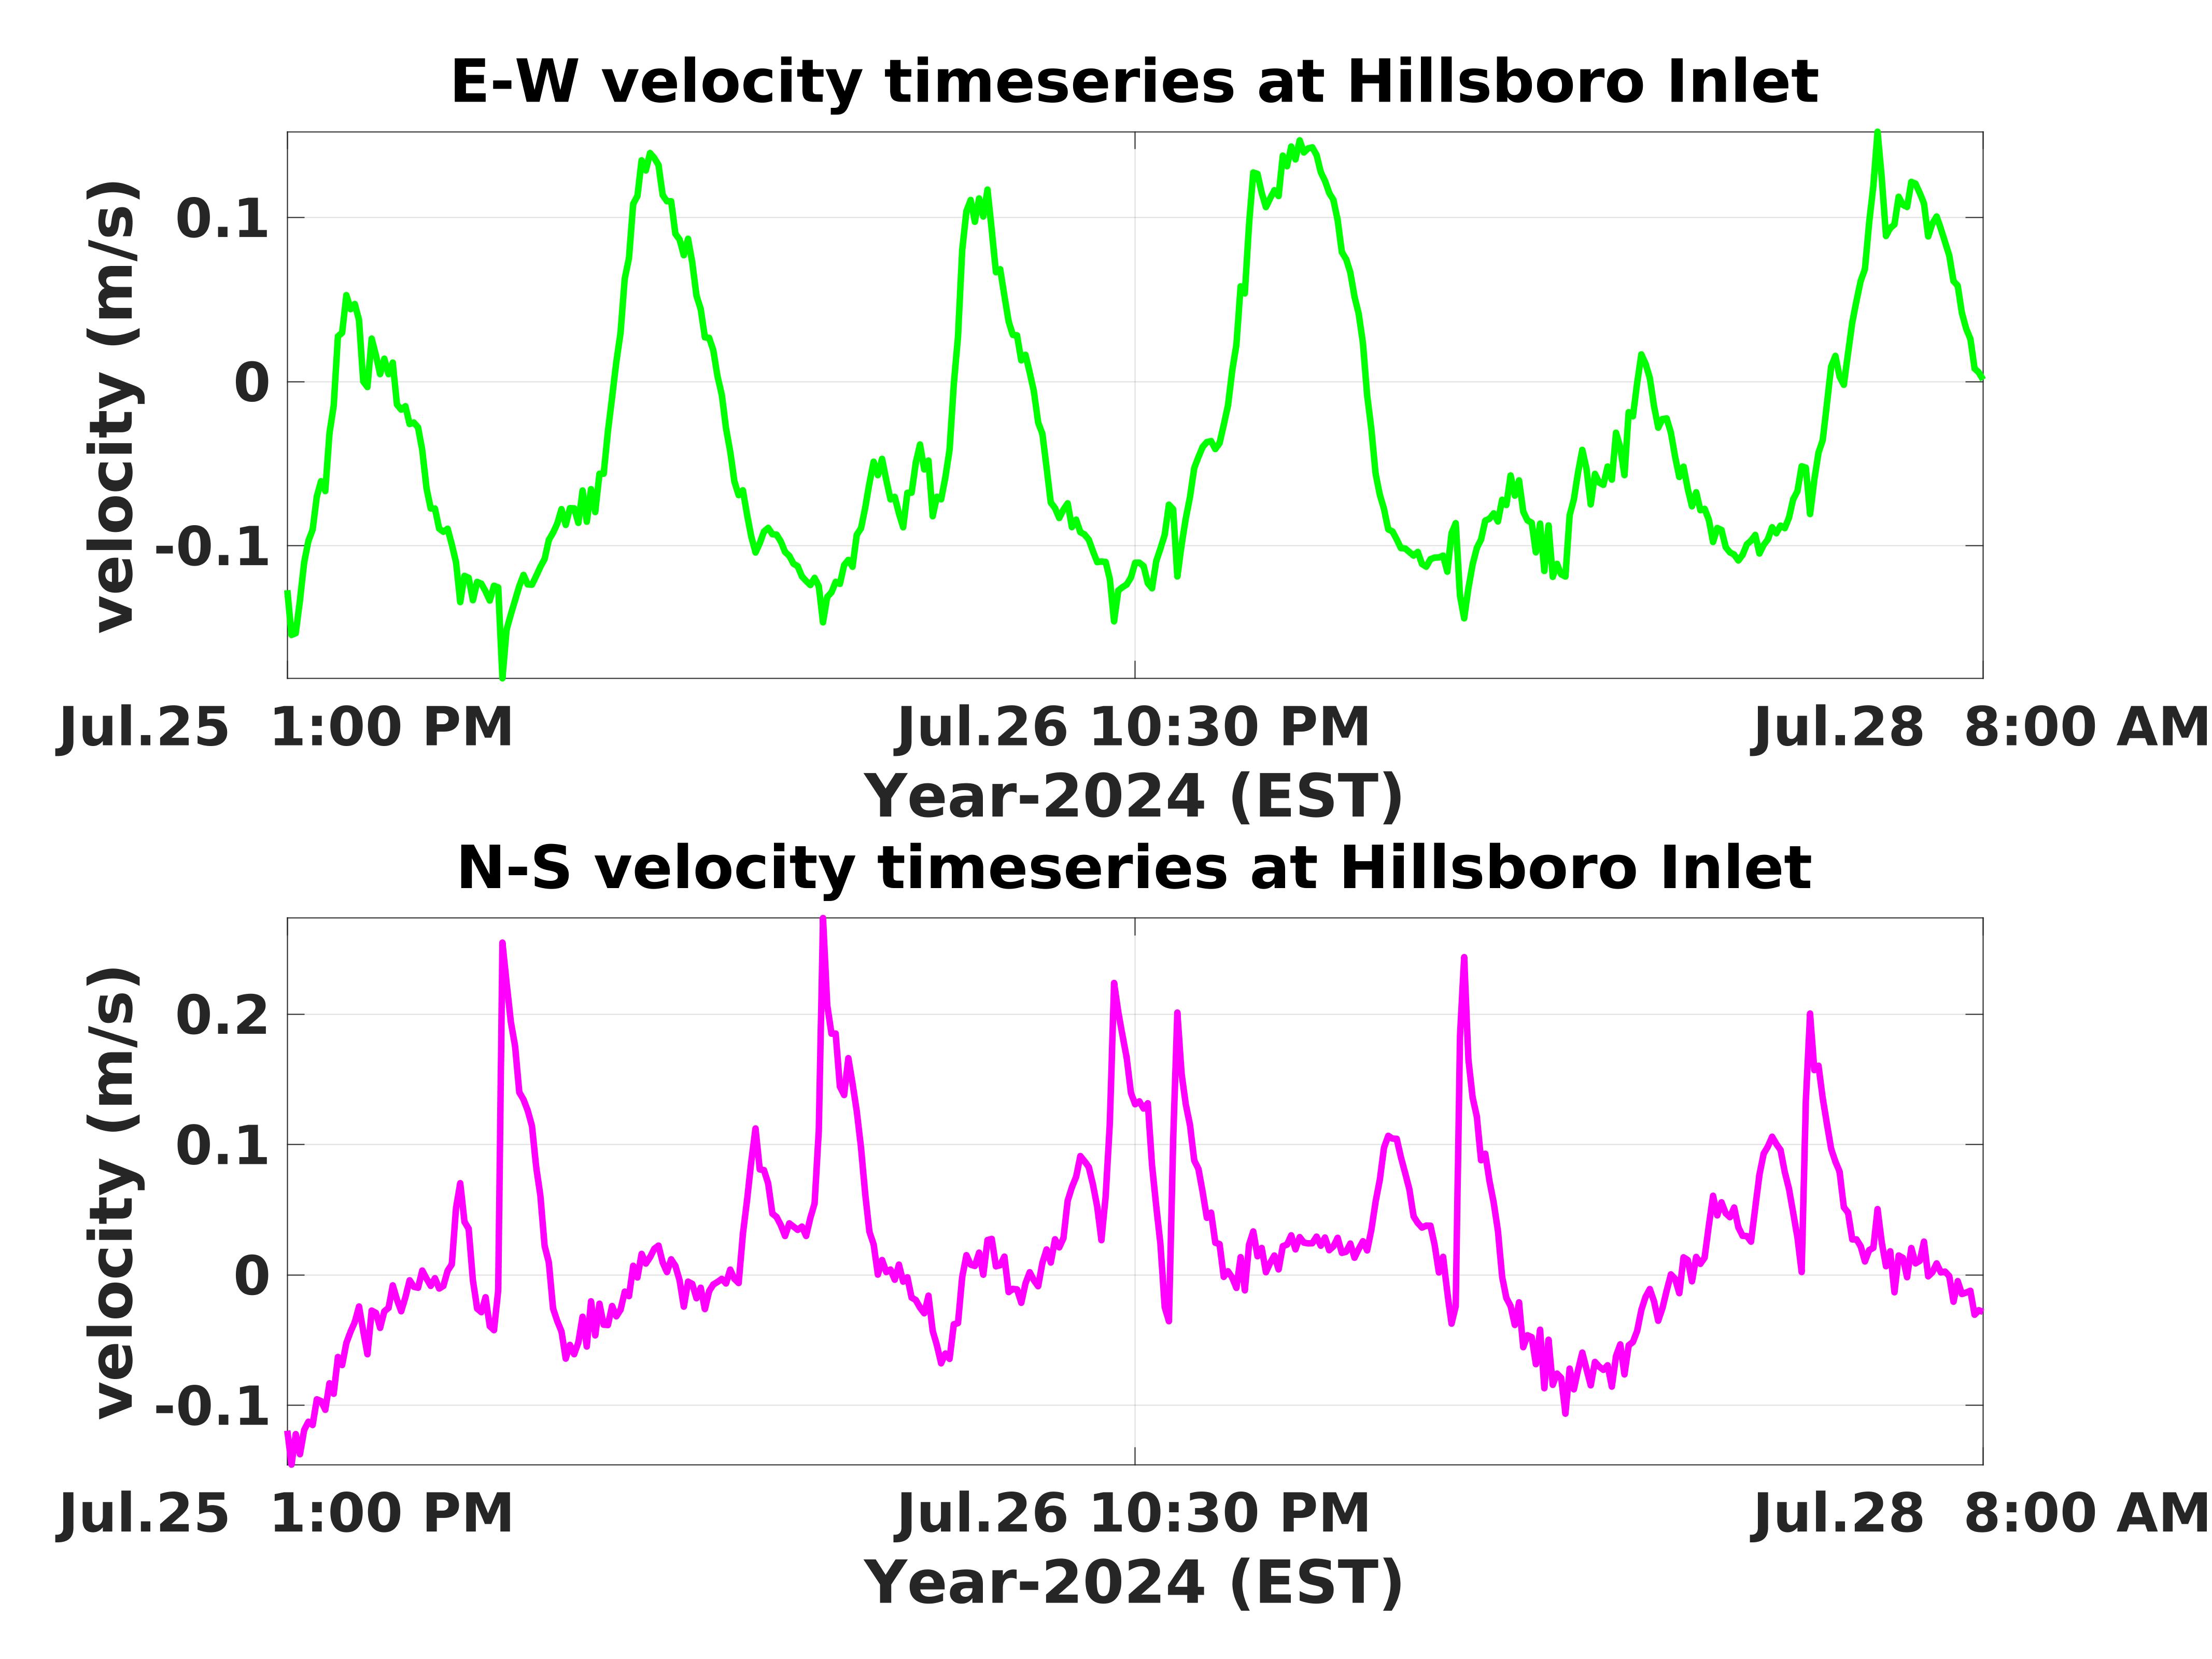 E-W velocity timeseries at Hillsboro Inlet
velocity (m/s)
0.1
0
-0.1
Jul.25  1:00 PM Jul.26 10:30 PM Jul.28  8:00 AM
Year-2024 (EST)
N-S velocity timeseries at Hillsboro Inlet
velocity (m/s)
0.2
0.1
0
-0.1
Jul.25  1:00 PM Jul.26 10:30 PM Jul.28  8:00 AM
Year-2024 (EST)